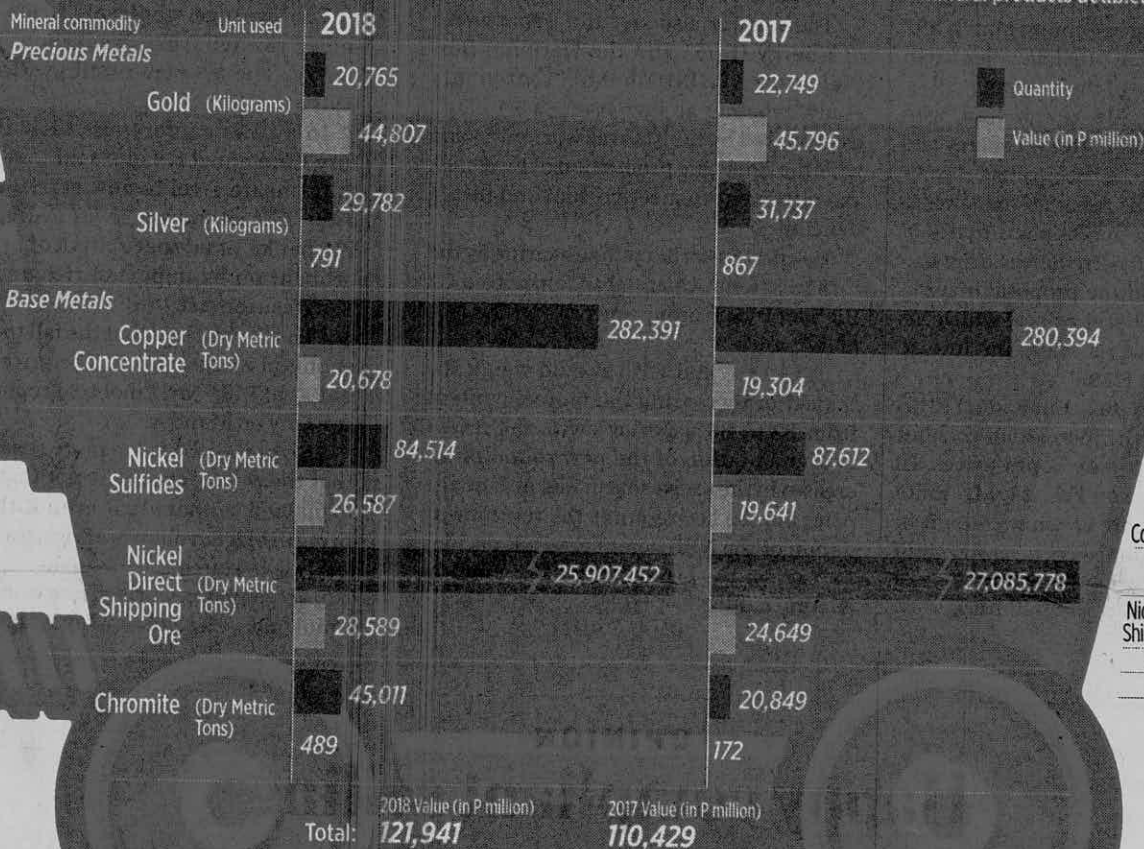 mineral products
Mineral commodity Unit used 2018 2017
Precious Metals
Gold (Kilograms) 20,765 22,749
44,807 45,796
Quantity
Value (in P million)
Silver (Kilograms) 29,782 31,737
791 867
Base Metals
Copper (Dry Metric 282,391 280,394
Concentrate Tons)
20,678 19,304
Nickel (Dry Metric 84,514 87,612
Sulfides Tons)
26,587 19,641
Nickel
Direct (Dry Metric 25,907,452 27,085,778
Shipping Tons)
Ore 28,589 24,649
Chromite (Dry Metric 45,011 20,849
Tons)
489 172
2018 Value (in P million) 2017 Value (in P million)
Total: 121,941 110,429